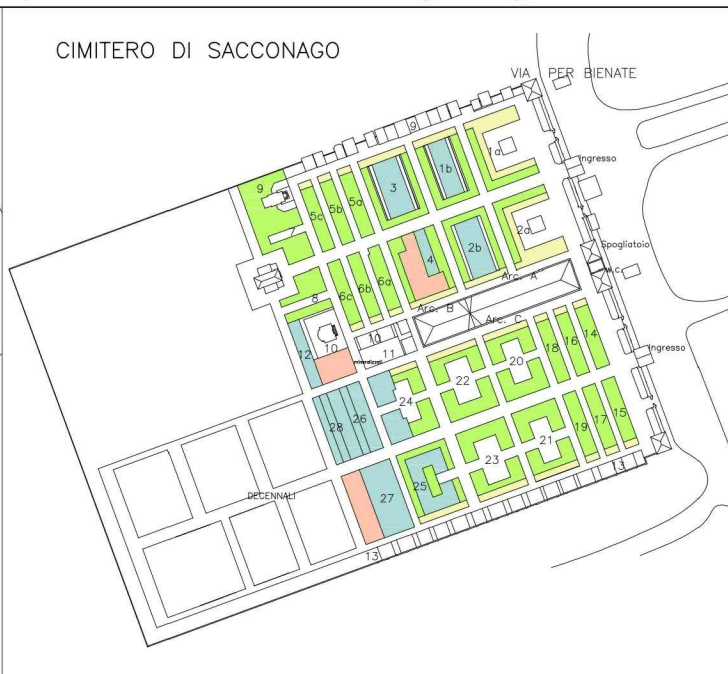 CIMITERO DI SACCONAGO
VIA PER BIENATE
9
1a
Ingresso
1b
3
9
5a
5b
5c
7
2a
2b
Spogliatoio
w.c.
4
Arc. A
6a
6b
6c
8
Arc. B
Arc. C
10
10
11
mineralizzati
12
14
16
18
Ingresso
20
22
24
26
28
15
17
19
21
23
25
27
13
DECENNALI
13